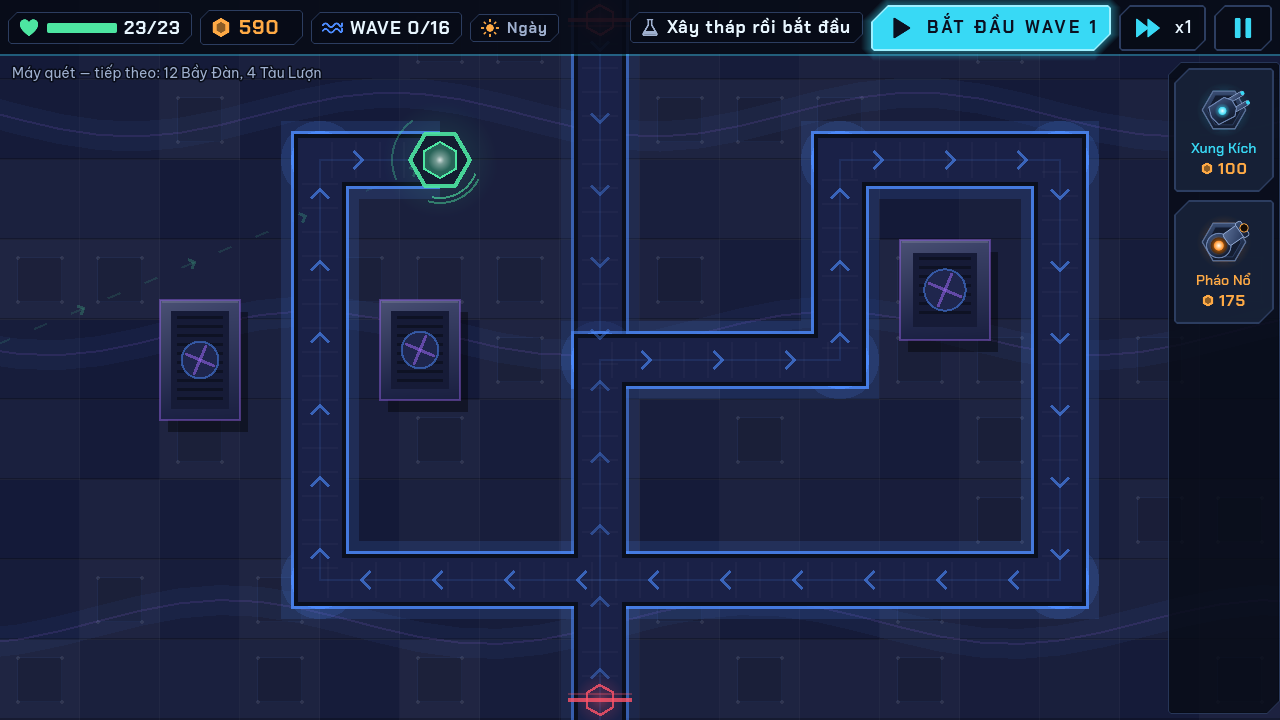 23/23
590
WAVE 0/16
Ngày
Xây tháp rồi bắt đầu
BẮT ĐẦU WAVE 1
x1
Máy quét – tiếp theo: 12 Bầy Đàn, 4 Tàu Lượn
Xung Kích
100
Pháo Nổ
175